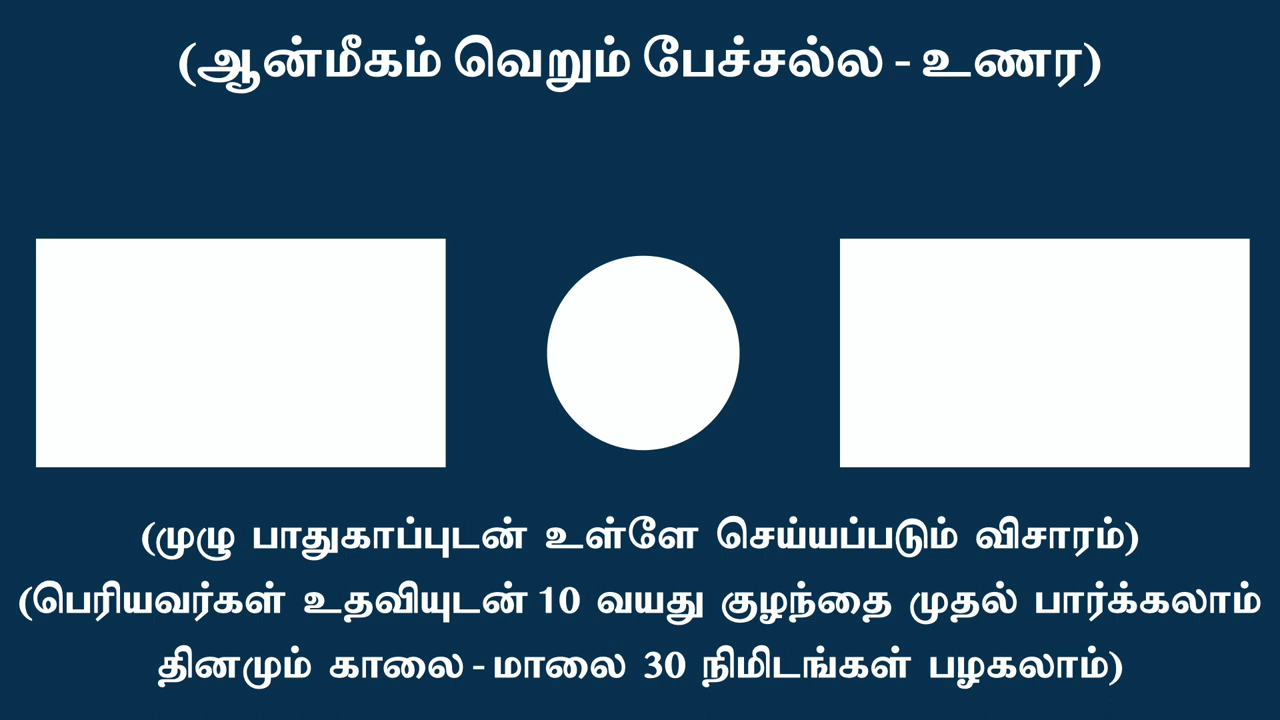 (ஆன்மீகம் வெறும் பேச்சல்ல - உணர)
(முழு பாதுகாப்புடன் உள்ளே செய்யப்படும் விசாரம்)
(பெரியவர்கள் உதவியுடன் 10 வயது குழந்தை முதல் பார்க்கலாம்
தினமும் காலை - மாலை 30 நிமிடங்கள் பழகலாம்)